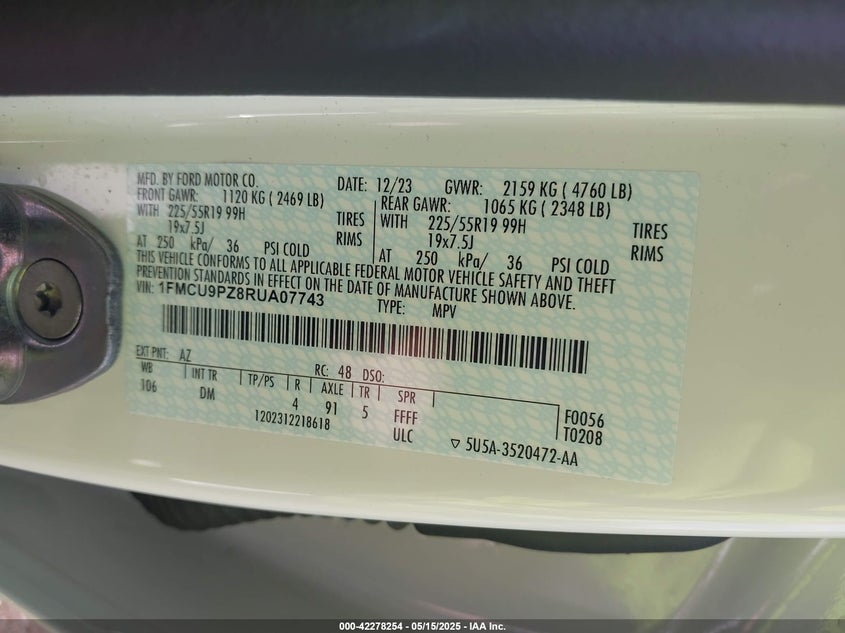 MFD. BY FORD MOTOR CO. DATE: 12/23 GVWR: 2159 KG ( 4760 LB)
FRONT GAWR: 1120 KG ( 2469 LB) REAR GAWR: 1065 KG ( 2348 LB)
WITH 225/55R19 99H TIRES WITH 225/55R19 99H TIRES
19x7.5J RIMS 19x7.5J RIMS
AT 250 kPa/ 36 PSI COLD AT 250 kPa/ 36 PSI COLD
THIS VEHICLE CONFORMS TO ALL APPLICABLE FEDERAL MOTOR VEHICLE SAFETY AND THEFT
PREVENTION STANDARDS IN EFFECT ON THE DATE OF MANUFACTURE SHOWN ABOVE.
VIN: 1FMCU9PZ8RUA07743
TYPE: MPV
EXT PNT: AZ RC: 48 DSO:
WB INT TR TP/PS R AXLE TR SPR
106 DM 4 91 5 FFFF
1202312218618 ULC
F0056
T0208
5U5A-3520472-AA
000-42278254 - 05/15/2025 - IAA Inc.